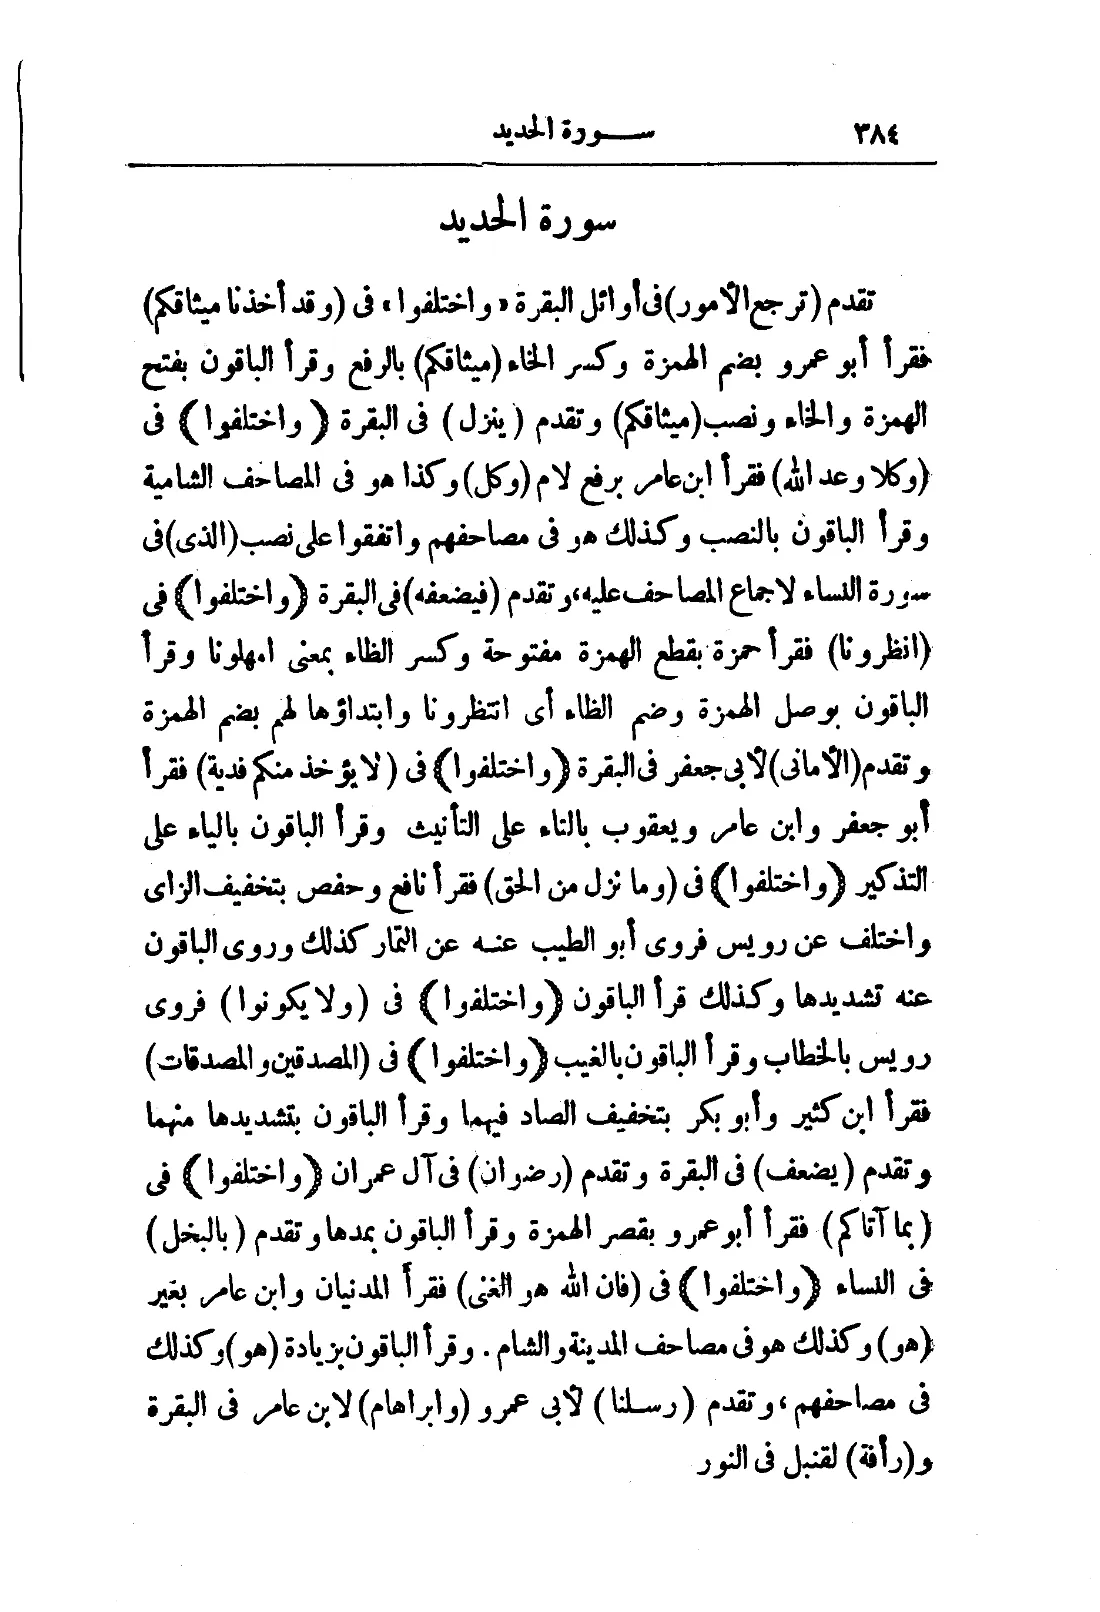 ٣٨٤
ســـورة الحديد
سورة الحديد
تقدم (ترجع الأمور) فى أوائل البقرة « واختلفوا » فى (وقد أخذنا ميثاقكم)
فقرأ أبو عمرو بضم الهمزة وكسر الخاء (ميثاقكم) بالرفع وقرأ الباقون بفتح
الهمزة والخاء ونصب (ميثاقكم) وتقدم (ينزل) فى البقرة ﴿ واختلفوا ﴾ فى
(وكلا وعد الله) فقرأ ابن عامر برفع لام (وكل) وكذا هو فى المصاحف الشامية
وقرأ الباقون بالنصب وكذلك هو فى مصاحفهم واتفقوا على نصب (الذى) فى
سورة النساء لاجماع المصاحف عليه، وتقدم (فيضعفه) فى البقرة ﴿واختلفوا﴾ فى
(انظرونا) فقرأ حمزة بقطع الهمزة مفتوحة وكسر الظاء بمعنى امهلونا وقرأ
الباقون بوصل الهمزة وضم الظاء أى انتظرونا وابتداؤها لهم بضم الهمزة
وتقدم (الأمانى) لأبى جعفر فى البقرة ﴿واختلفوا﴾ فى (لا يؤخذ منكم فدية) فقرأ
أبو جعفر وابن عامر ويعقوب بالتاء على التأنيث وقرأ الباقون بالياء على
التذكير ﴿واختلفوا﴾ فى (وما نزل من الحق) فقرأ نافع وحفص بتخفيف الزاى
واختلف عن رويس فروى أبو الطيب عنـه عن التمار كذلك وروى الباقون
عنه تشديدها وكذلك قرأ الباقون ﴿واختلفوا﴾ فى (ولا يكونوا) فروى
رويس بالخطاب وقرأ الباقون بالغيب ﴿واختلفوا﴾ فى (المصدقين والمصدقات)
فقرأ ابن كثير وأبو بكر بتخفيف الصاد فيهما وقرأ الباقون بتشديدها منهما
وتقدم (يضعف) فى البقرة وتقدم (رضوان) فى آل عمران ﴿واختلفوا﴾ فى
(بما آتاكم) فقرأ أبو عمرو بقصر الهمزة وقرأ الباقون بمدها وتقدم (بالبخل)
فى النساء ﴿واختلفوا﴾ فى (فان الله هو الغنى) فقرأ المدنيان وابن عامر بغير
(هو) وكذلك هو فى مصاحف المدينة والشام . وقرأ الباقون بزيادة (هو) وكذلك
فى مصاحفهم ، وتقدم (رسـلنا) لأبى عمرو (وابراهام) لابن عامر فى البقرة
و(رأفة) لقنبل فى النور